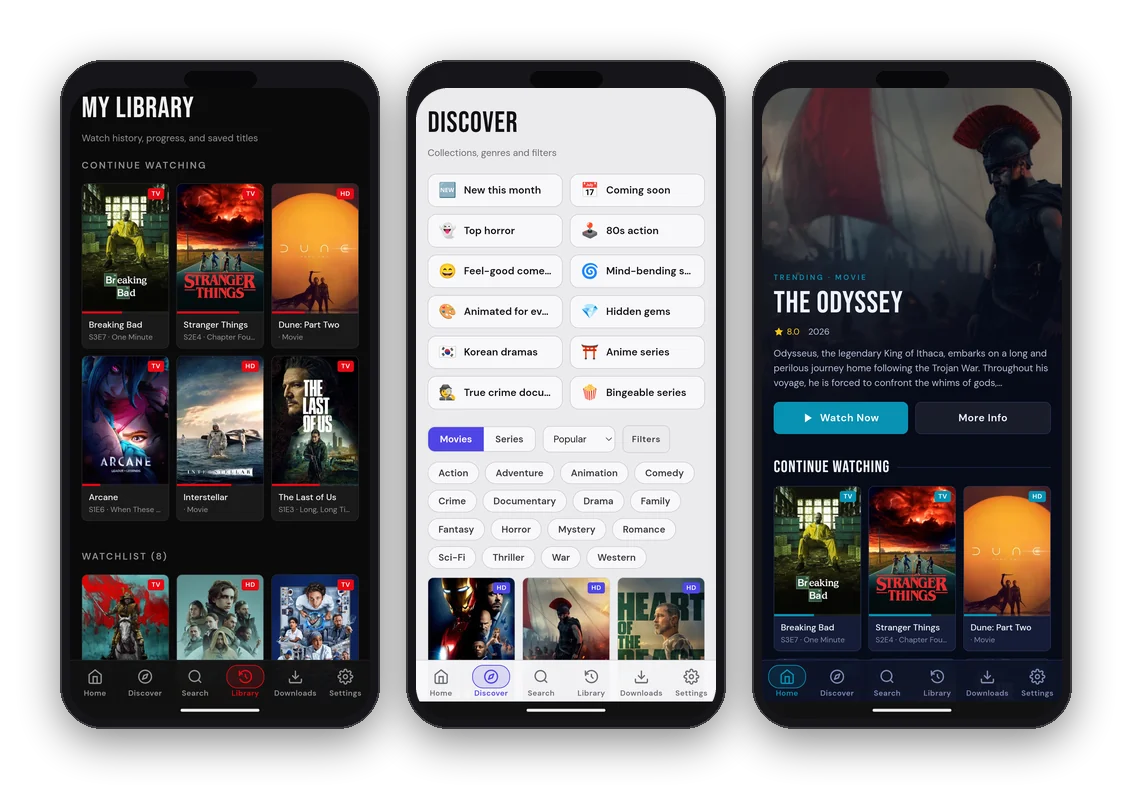 MY LIBRARY
Watch history, progress, and saved titles
CONTINUE WATCHING
TV
TV
HD
Breaking Bad
STRANGER THINGS
DUNE
Breaking Bad
Stranger Things
Dune: Part Two
S3E7 · One Minute
S2E4 · Chapter Fou...
· Movie
TV
HD
TV
ARCANE
INTERSTELLAR
THE LAST OF US
Arcane
Interstellar
The Last of Us
S1E6 · When These ...
· Movie
S1E3 · Long, Long Ti...
WATCHLIST (8)
TV
HD
TV
Home
Discover
Search
Library
Downloads
Settings
DISCOVER
Collections, genres and filters
NEW
New this month
17
Coming soon
Top horror
80s action
Feel-good come...
Mind-bending s...
Animated for ev...
Hidden gems
Korean dramas
Anime series
True crime docu...
Bingeable series
Movies
Series
Popular
Filters
Action
Adventure
Animation
Comedy
Crime
Documentary
Drama
Family
Fantasy
Horror
Mystery
Romance
Sci-Fi
Thriller
War
Western
HD
HD
HD
HEART
OF
THE
Home
Discover
Search
Library
Downloads
Settings
TRENDING · MOVIE
THE ODYSSEY
8.0 2026
Odysseus, the legendary King of Ithaca, embarks on a long and
perilous journey home following the Trojan War. Throughout his
voyage, he is forced to confront the whims of gods,...
Watch Now
More Info
CONTINUE WATCHING
TV
TV
HD
Breaking Bad
STRANGER THINGS
DUNE
Breaking Bad
Stranger Things
Dune: Part Two
S3E7 · One Minute
S2E4 · Chapter Fou...
· Movie
Home
Discover
Search
Library
Downloads
Settings